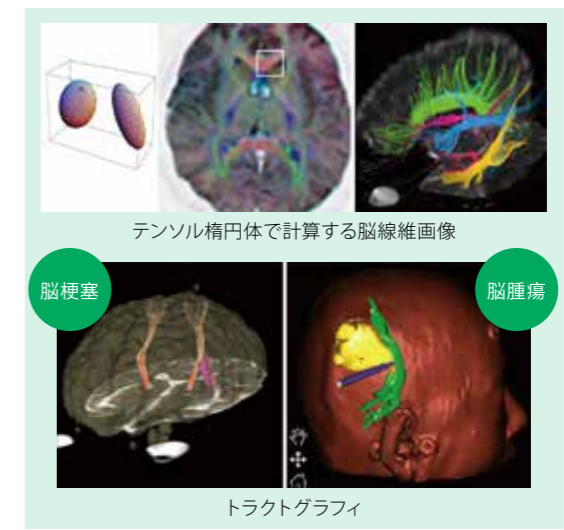 テンソル楕円体で計算する脳線維画像
脳梗塞
脳腫瘍
トラクトグラフィ